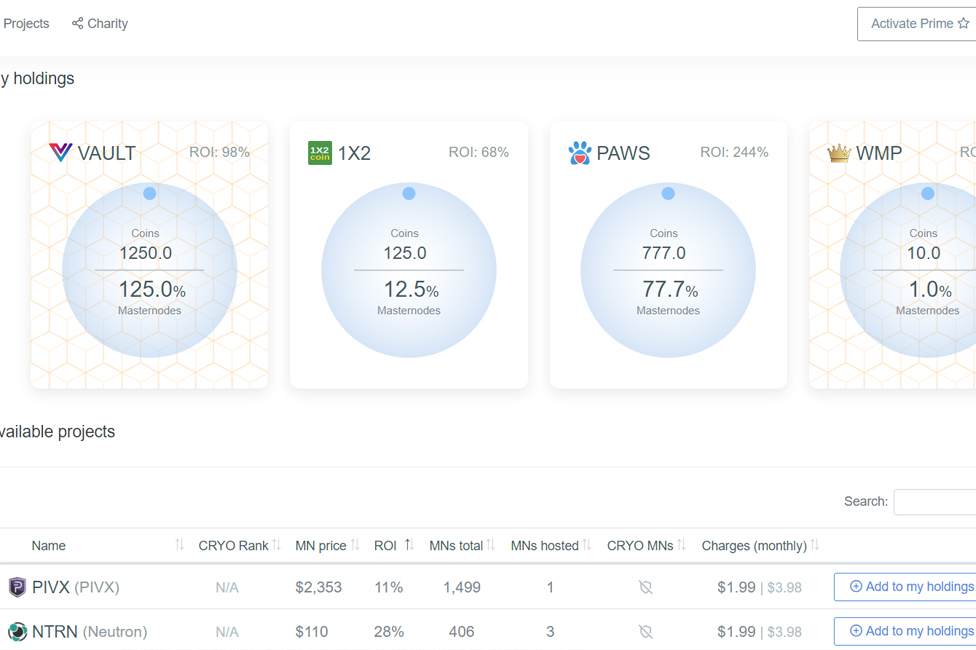 Projects Charity Activate Prime
y holdings
VAULT ROI: 98% 1X2 coin 1X2 ROI: 68% PAWS ROI: 244% WMP RO
Coins Coins Coins Coins
1250.0 125.0 777.0 10.0
125.0% 12.5% 77.7% 1.0%
Masternodes Masternodes Masternodes Masternodes
vailable projects
Search:
Name CRYO Rank MN price ROI MNs total MNs hosted CRYO MNs Charges (monthly)
PIVX (PIVX) N/A $2,353 11% 1,499 1 $1.99 | $3.98 Add to my holdings
NTRN (Neutron) N/A $110 28% 406 3 $1.99 | $3.98 Add to my holdings